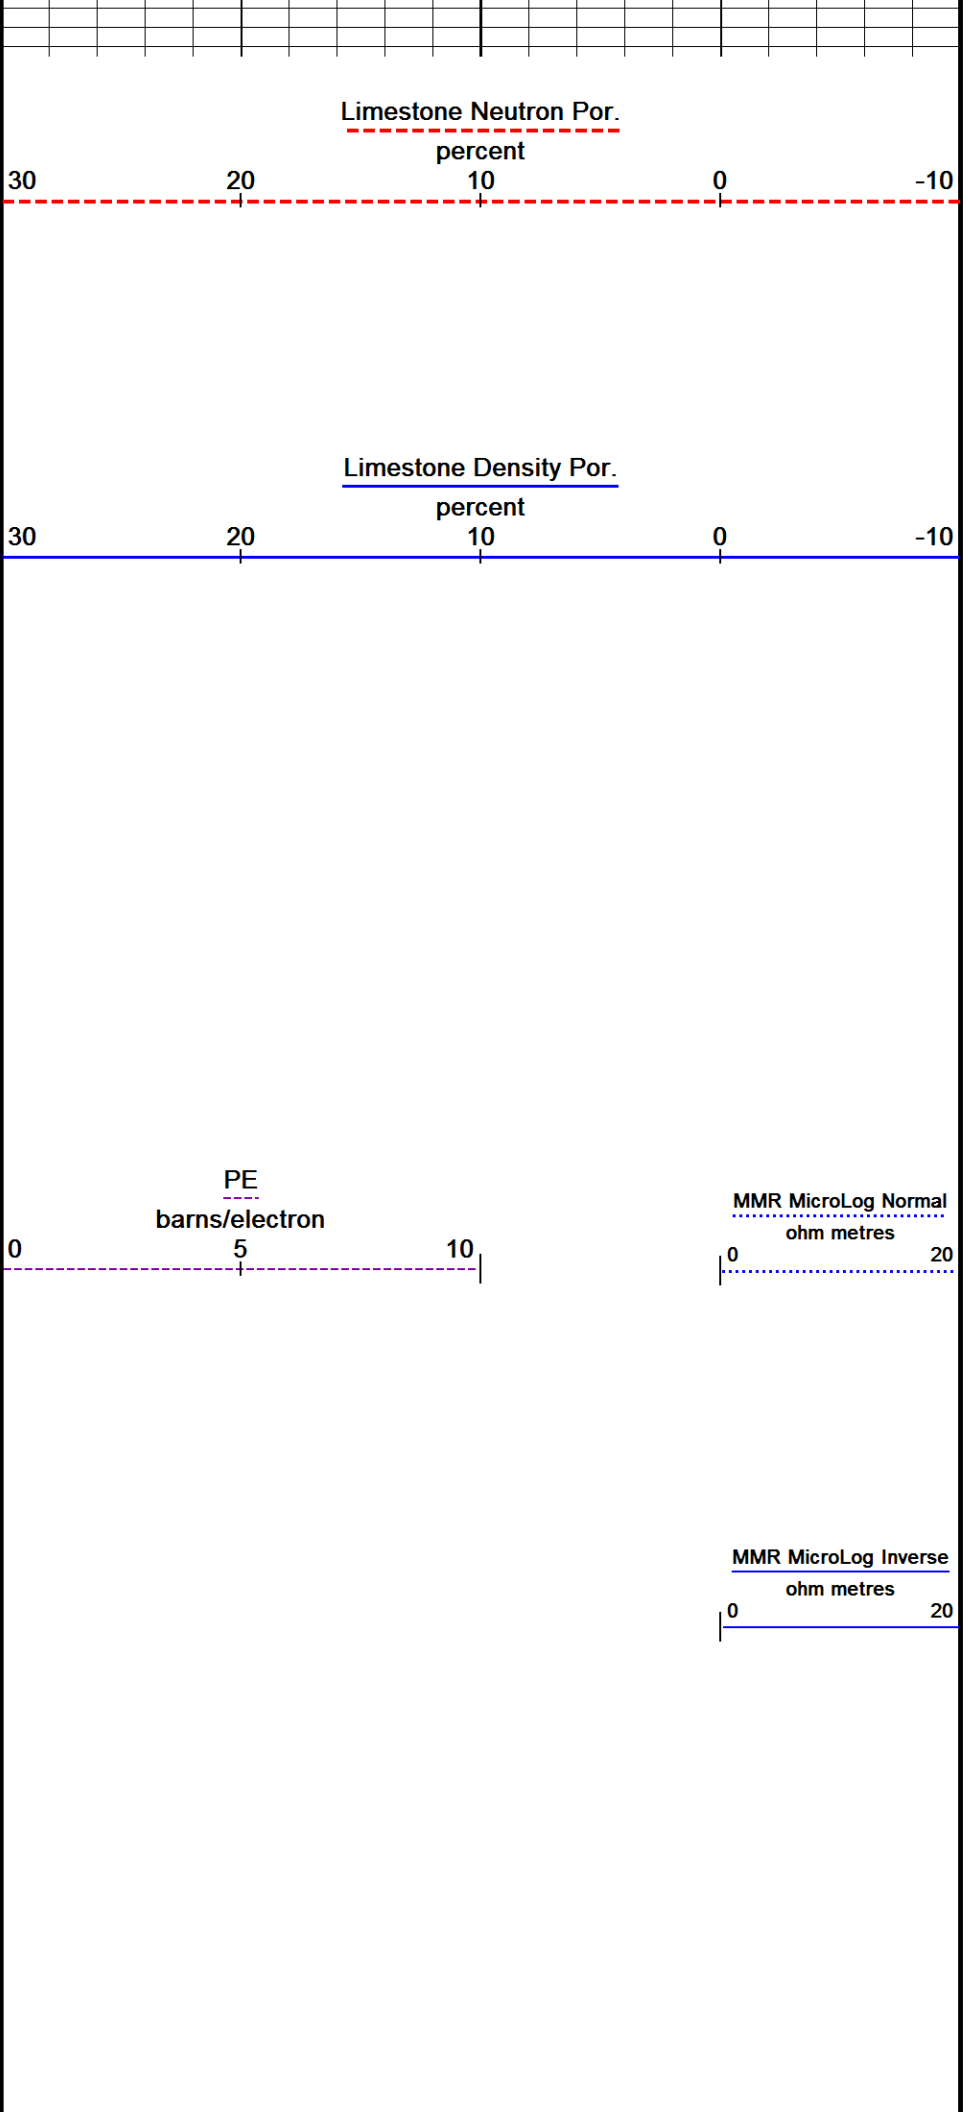 Limestone Neutron Por.
percent
30 20 10 0 -10
Limestone Density Por.
percent
30 20 10 0 -10
PE
barns/electron
0 5 10
MMR MicroLog Normal
ohm metres
0 20
MMR MicroLog Inverse
ohm metres
0 20